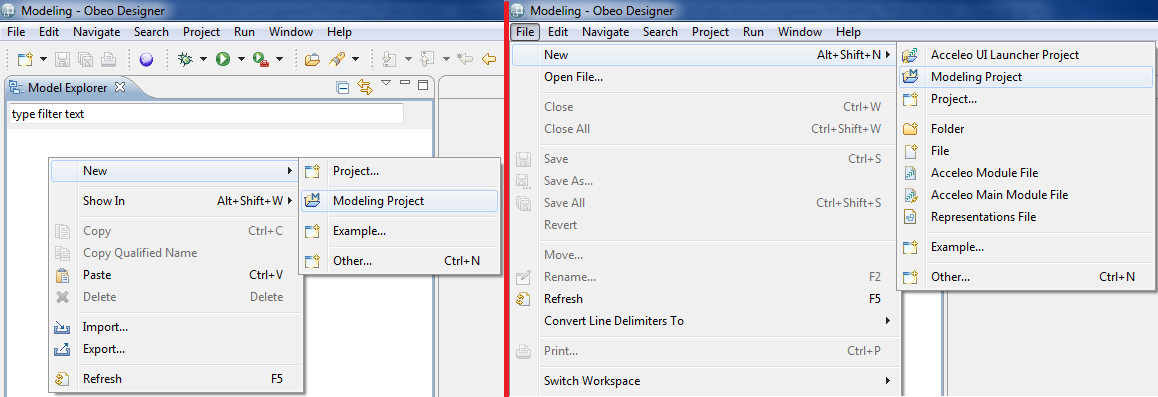 Modeling - Obeo Designer
File Edit Navigate Search Project Run Window Help
Model Explorer
type filter text
New
Show In Alt+Shift+W
Copy Ctrl+C
Copy Qualified Name
Paste Ctrl+V
Delete Delete
Import...
Export...
Refresh F5
Project...
Modeling Project
Example...
Other... Ctrl+N
Modeling - Obeo Designer
File Edit Navigate Search Project Run Window Help
New Alt+Shift+N
Open File...
Close Ctrl+W
Close All Ctrl+Shift+W
Save Ctrl+S
Save As...
Save All Ctrl+Shift+S
Revert
Move...
Rename... F2
Refresh F5
Convert Line Delimiters To
Print... Ctrl+P
Switch Workspace
Acceleo UI Launcher Project
Modeling Project
Project...
Folder
File
Acceleo Module File
Acceleo Main Module File
Representations File
Example...
Other... Ctrl+N